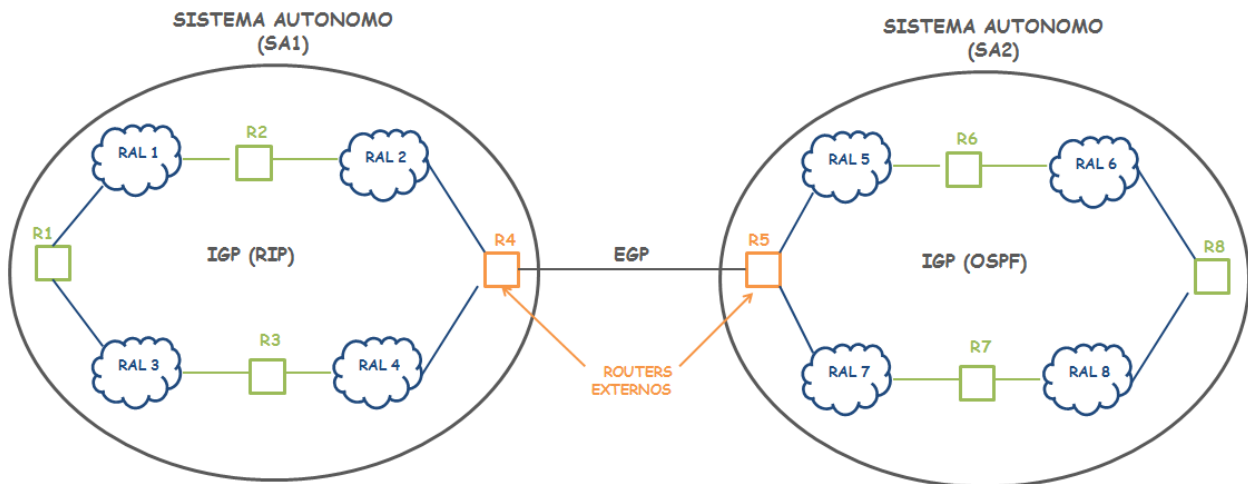 SISTEMA AUTONOMO
(SA1)
SISTEMA AUTONOMO
(SA2)
R2
RAL 1
RAL 2
R1
IGP (RIP)
R4
RAL 3
R3
RAL 4
EGP
ROUTERS
EXTERNOS
R6
RAL 5
RAL 6
R5
IGP (OSPF)
R8
RAL 7
R7
RAL 8